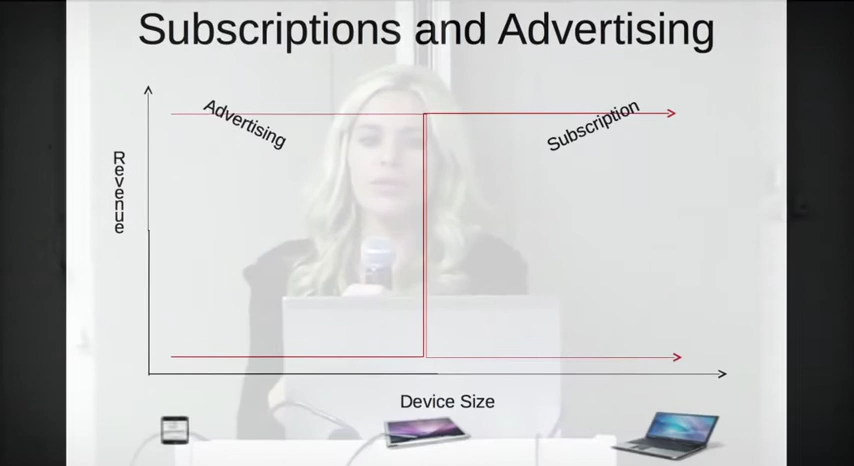 Subscriptions and Advertising
Advertising
Subscription
Revenue
Device Size